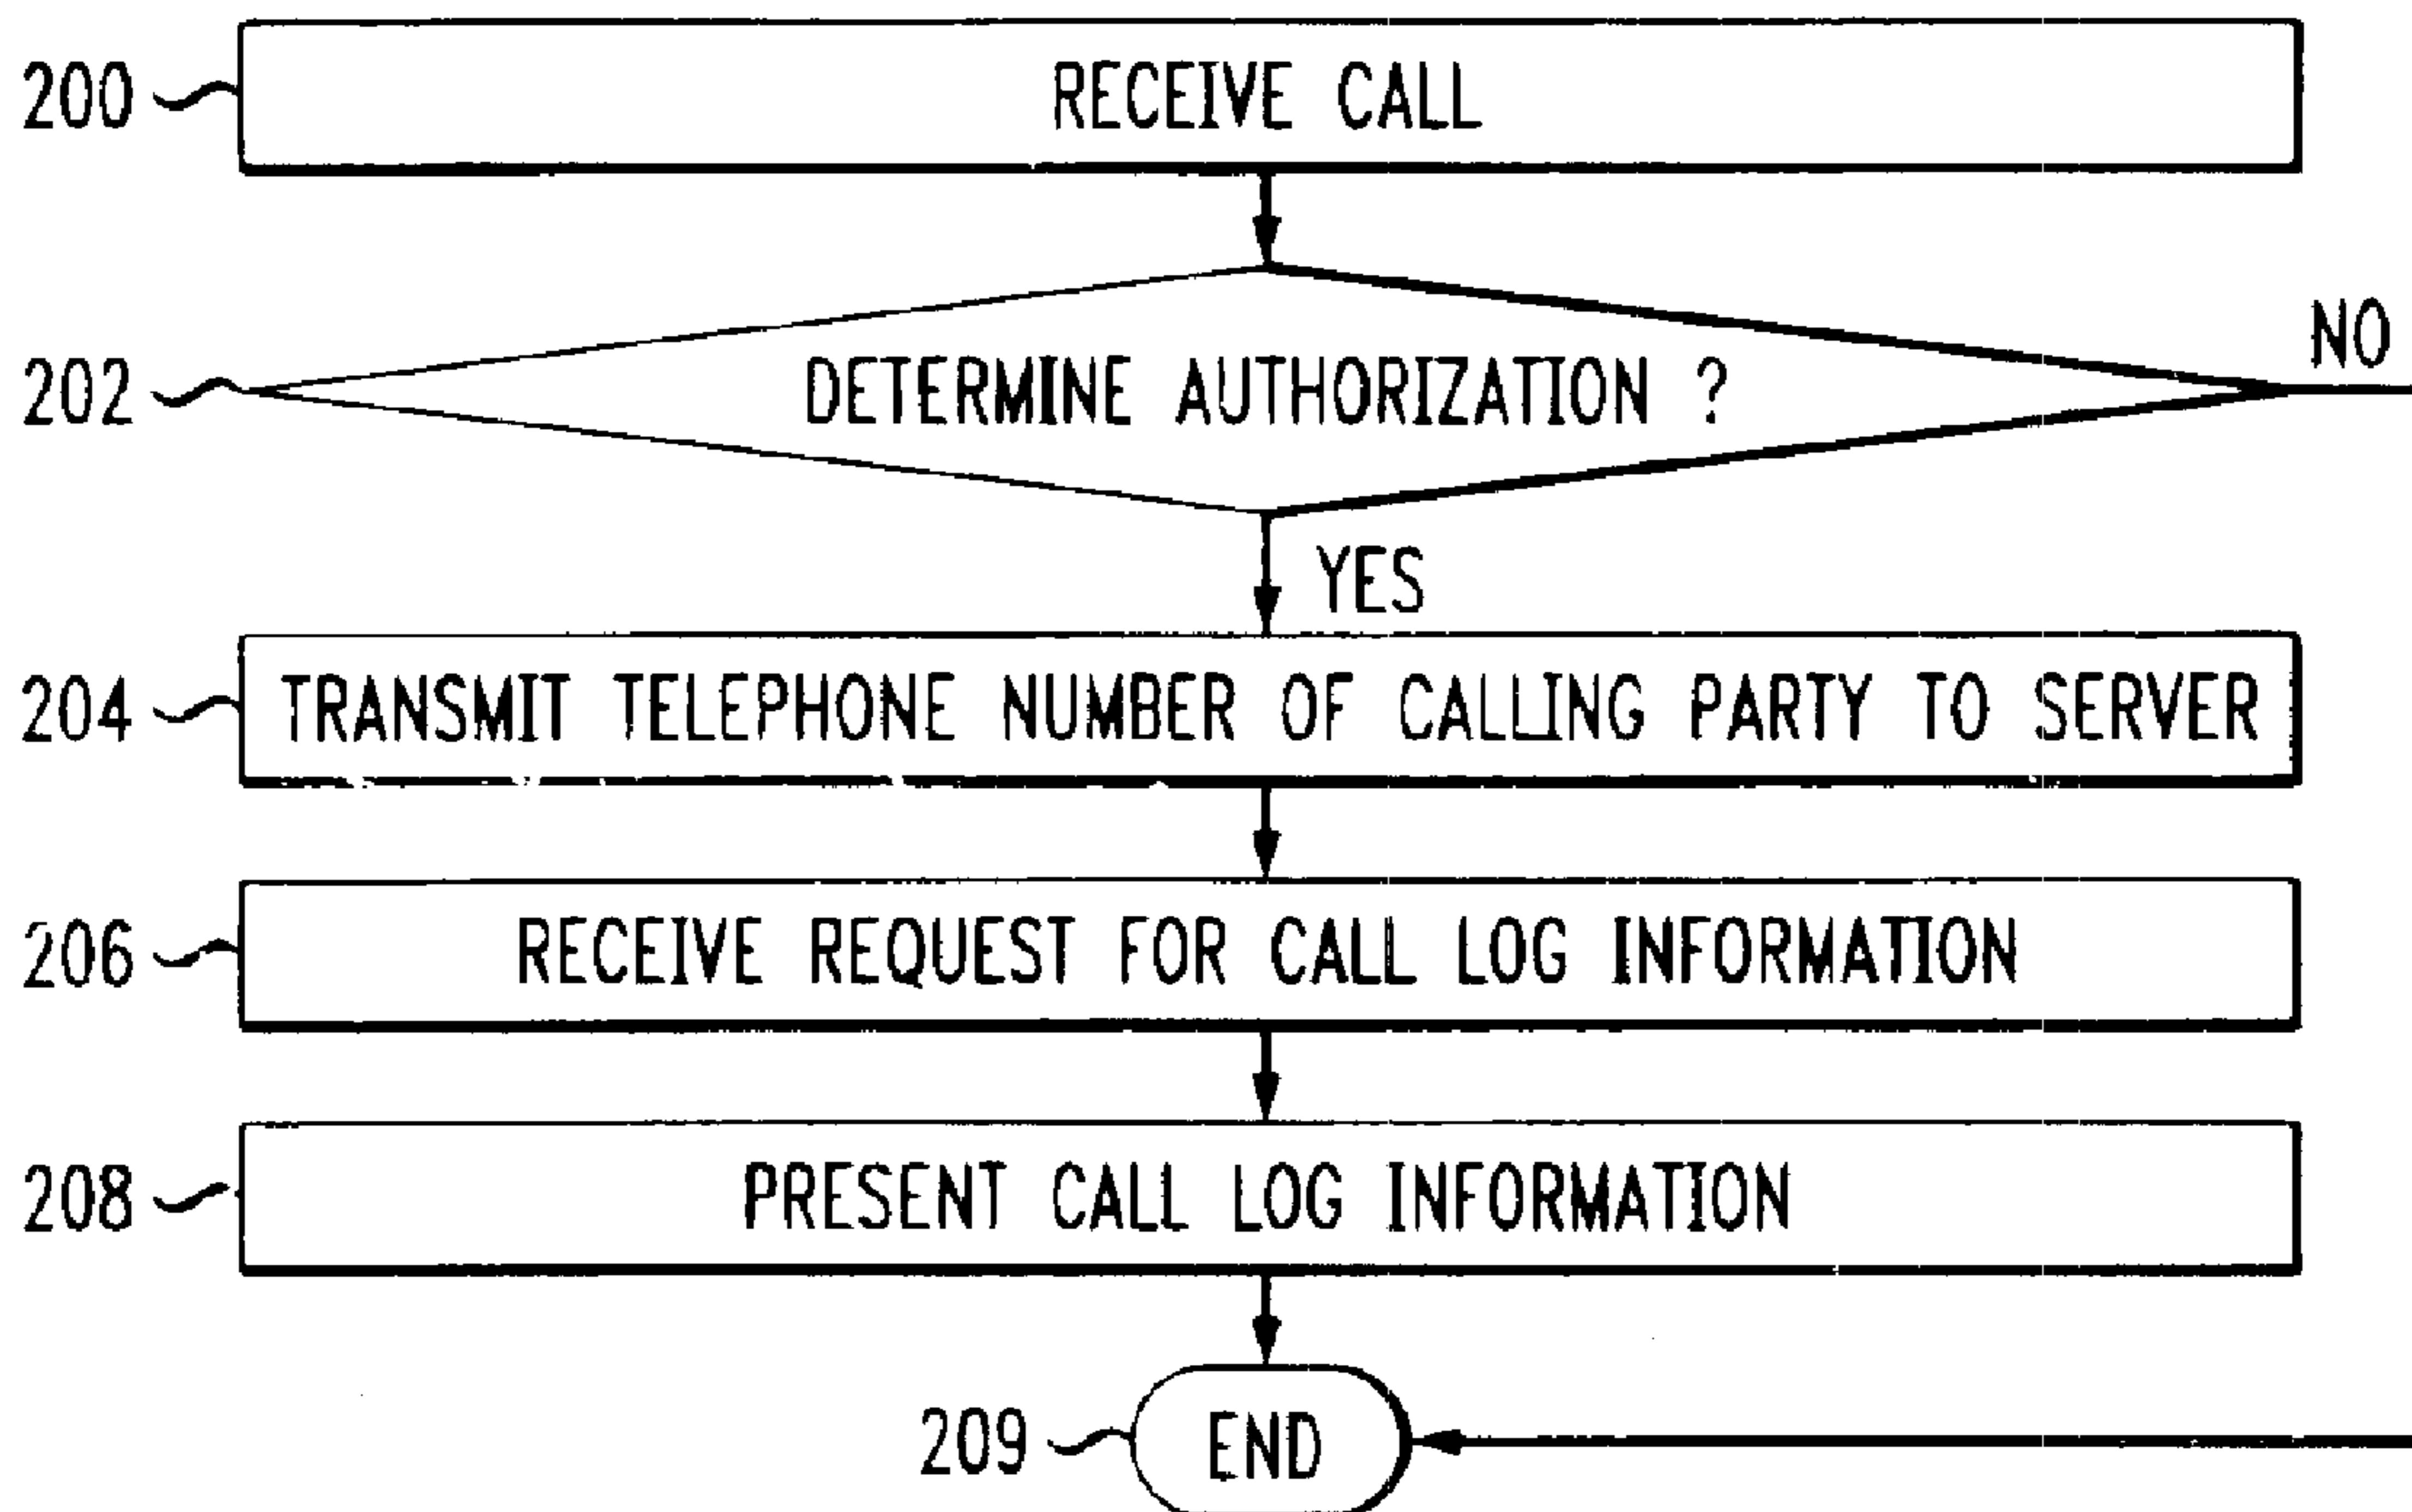 200
RECEIVE CALL
202
DETERMINE AUTHORIZATION ?
NO
YES
204
TRANSMIT TELEPHONE NUMBER OF CALLING PARTY TO SERVER
206
RECEIVE REQUEST FOR CALL LOG INFORMATION
208
PRESENT CALL LOG INFORMATION
209
END